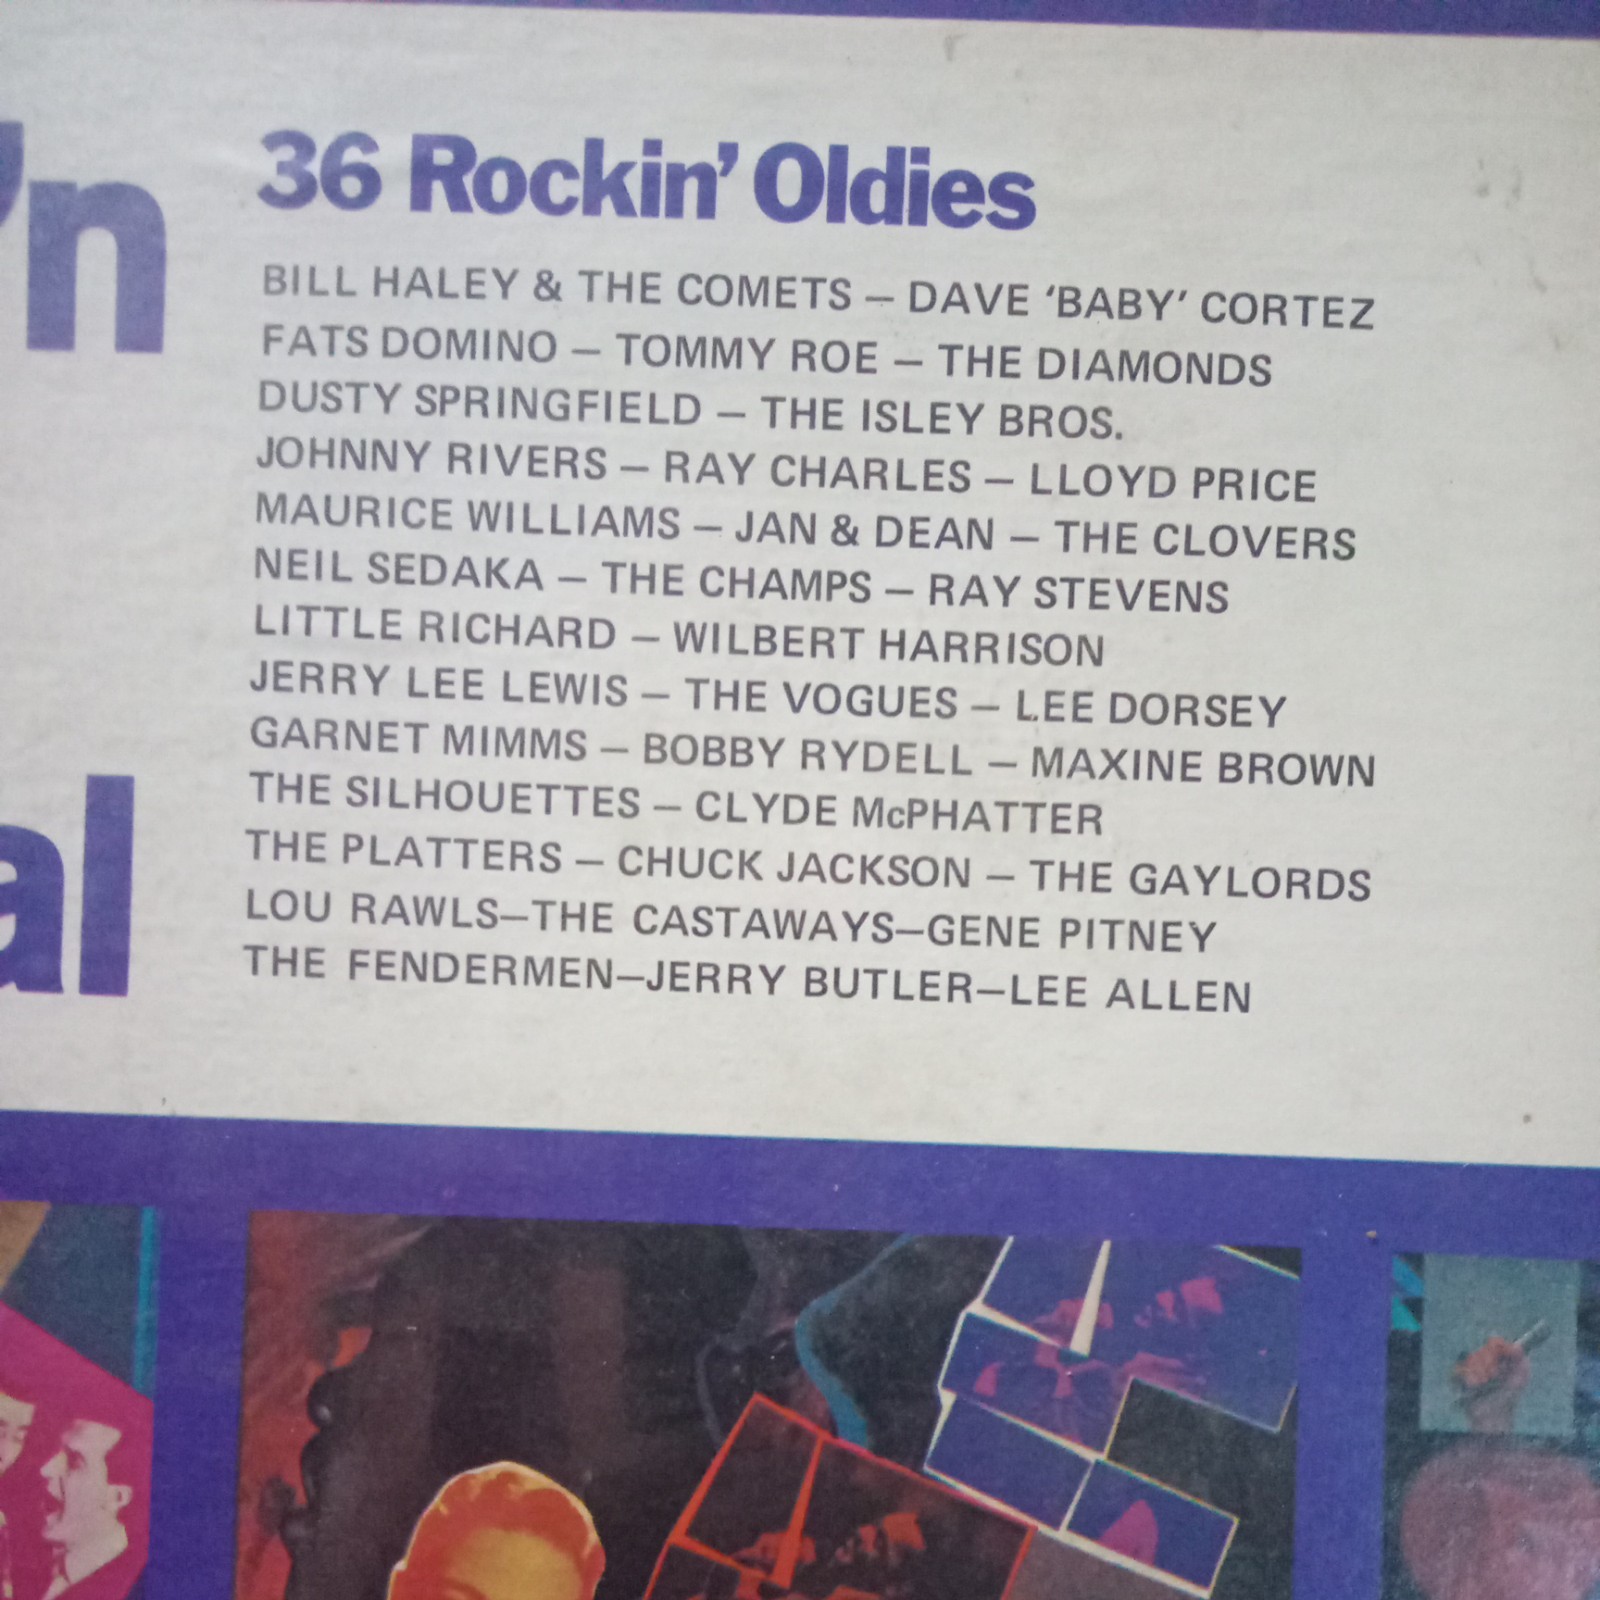 'n
36 Rockin' Oldies
BILL HALEY & THE COMETS – DAVE 'BABY' CORTEZ
FATS DOMINO – TOMMY ROE – THE DIAMONDS
DUSTY SPRINGFIELD – THE ISLEY BROS.
JOHNNY RIVERS – RAY CHARLES – LLOYD PRICE
MAURICE WILLIAMS – JAN & DEAN – THE CLOVERS
NEIL SEDAKA – THE CHAMPS – RAY STEVENS
LITTLE RICHARD – WILBERT HARRISON
JERRY LEE LEWIS – THE VOGUES – LEE DORSEY
GARNET MIMMS – BOBBY RYDELL – MAXINE BROWN
THE SILHOUETTES – CLYDE McPHATTER
THE PLATTERS – CHUCK JACKSON – THE GAYLORDS
LOU RAWLS–THE CASTAWAYS–GENE PITNEY
THE FENDERMEN–JERRY BUTLER–LEE ALLEN
al